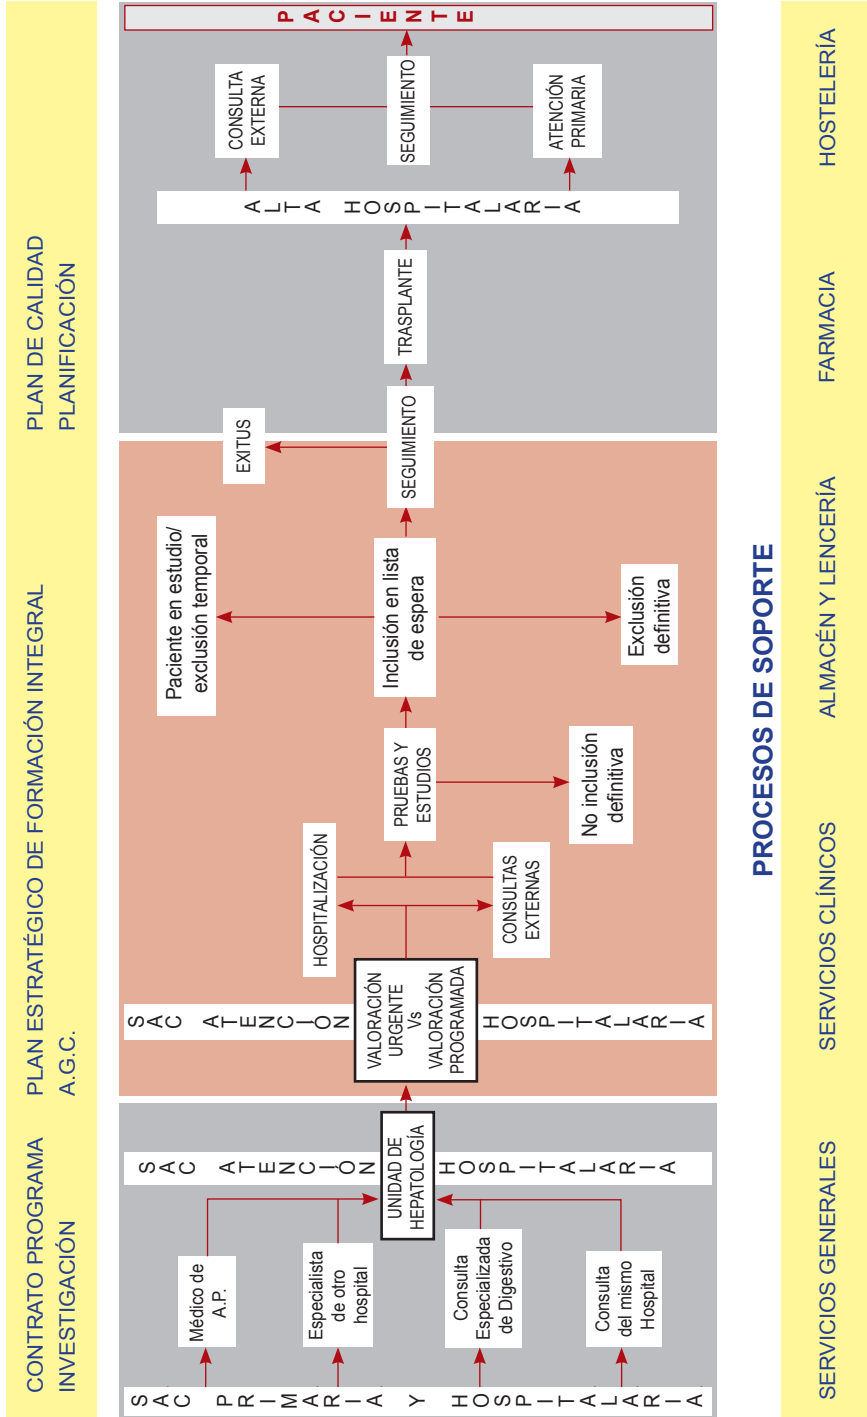 CONTRATO PROGRAMA
INVESTIGACIÓN
PLAN ESTRATÉGICO DE FORMACIÓN INTEGRAL
A.G.C.
PLAN DE CALIDAD
PLANIFICACIÓN
SAC PRIMARIA Y HOSPITALARIA
Médico de
A.P.
Especialista
de otro
hospital
Consulta
Especializada
de Digestivo
Consulta
del mismo
Hospital
SAC ATENCIÓN
UNIDAD DE
HEPATOLOGÍA
HOSPITALARIA
SAC ATENCIÓN
VALORACIÓN
URGENTE
Vs
VALORACIÓN
PROGRAMADA
HOSPITALARIA
HOSPITALIZACIÓN
CONSULTAS
EXTERNAS
PRUEBAS Y
ESTUDIOS
No inclusión
definitiva
Paciente en estudio/
exclusión temporal
Inclusión en lista
de espera
Exclusión
definitiva
EXITUS
SEGUIMIENTO
TRASPLANTE
ALTA HOSPITALARIA
CONSULTA
EXTERNA
SEGUIMIENTO
ATENCIÓN
PRIMARIA
PACIENTE
PROCESOS DE SOPORTE
SERVICIOS GENERALES
SERVICIOS CLÍNICOS
ALMACÉN Y LENCERÍA
FARMACIA
HOSTELERÍA